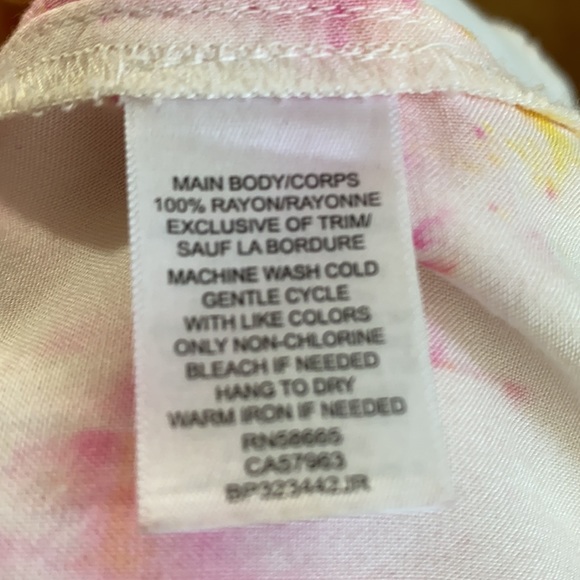 MAIN BODY/CORPS
100% RAYON/RAYONNE
EXCLUSIVE OF TRIM/
SAUF LA BORDURE
MACHINE WASH COLD
GENTLE CYCLE
WITH LIKE COLORS
ONLY NON-CHLORINE
BLEACH IF NEEDED
HANG TO DRY
WARM IRON IF NEEDED
RN58665
CA57963
BP323442JR